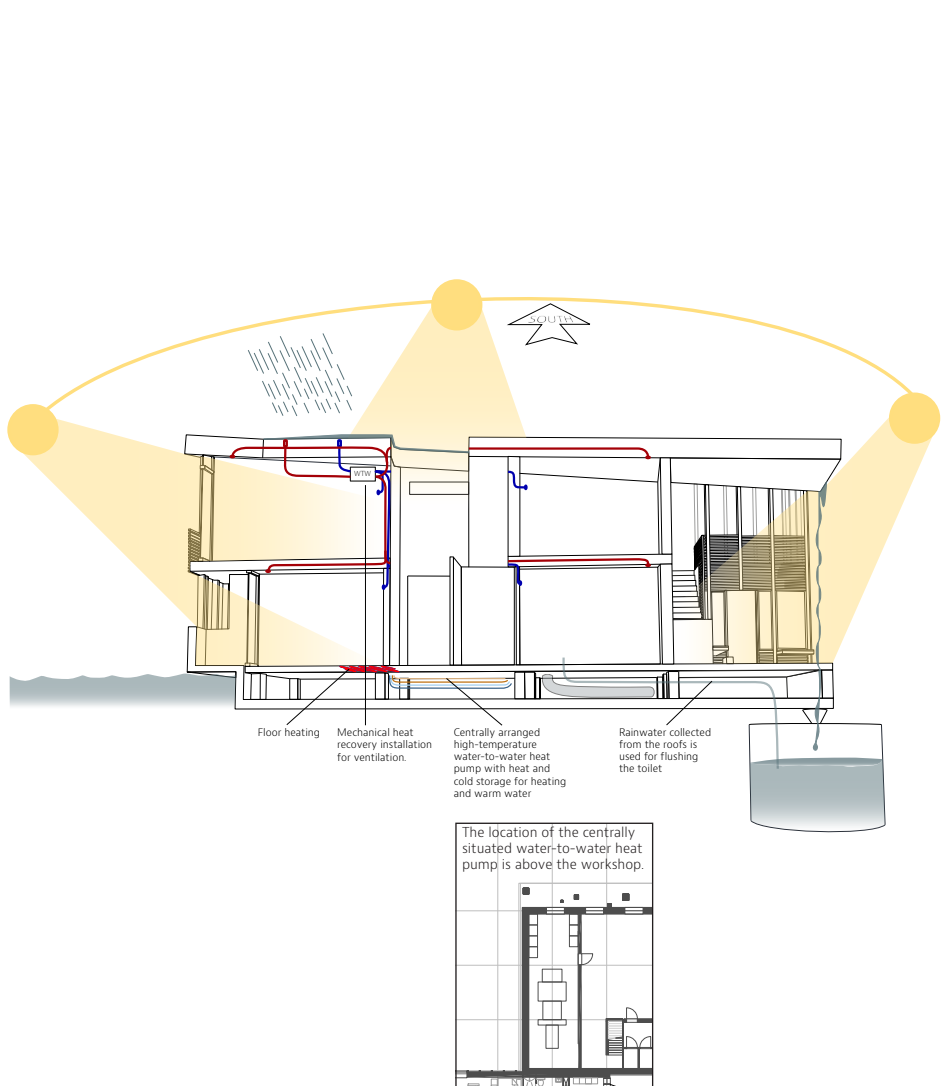 SOUTH
WTW
Floor heating
Mechanical heat
recovery installation
for ventilation.
Centrally arranged
high-temperature
water-to-water heat
pump with heat and
cold storage for heating
and warm water
Rainwater collected
from the roofs is
used for flushing
the toilet
The location of the centrally
situated water-to-water heat
pump is above the workshop.